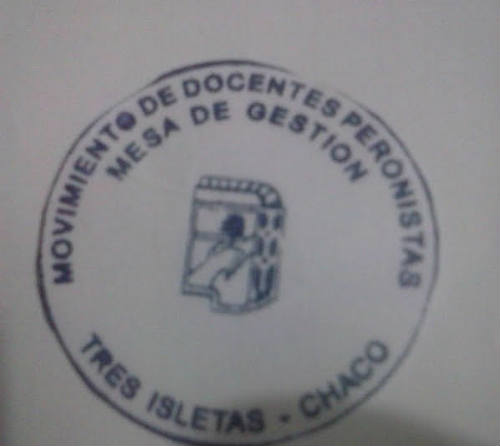 MOVIMIENTO DE DOCENTES PERONISTAS
MESA DE GESTION
TRES ISLETAS - CHACO